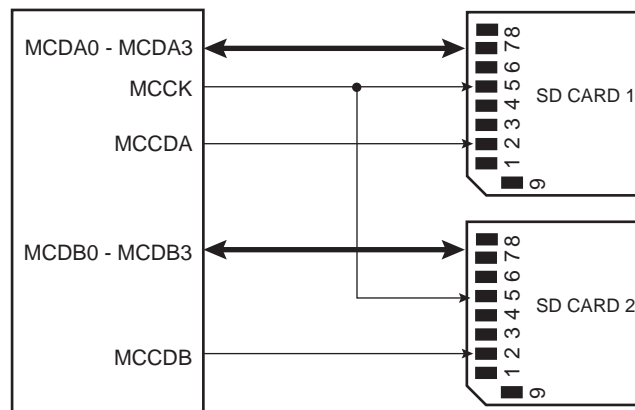 MCDA0 - MCDA3
MCCK
MCCDA
8
7
6
5
4
3
2
1
9
SD CARD 1
MCDB0 - MCDB3
MCCDB
8
7
6
5
4
3
2
1
9
SD CARD 2